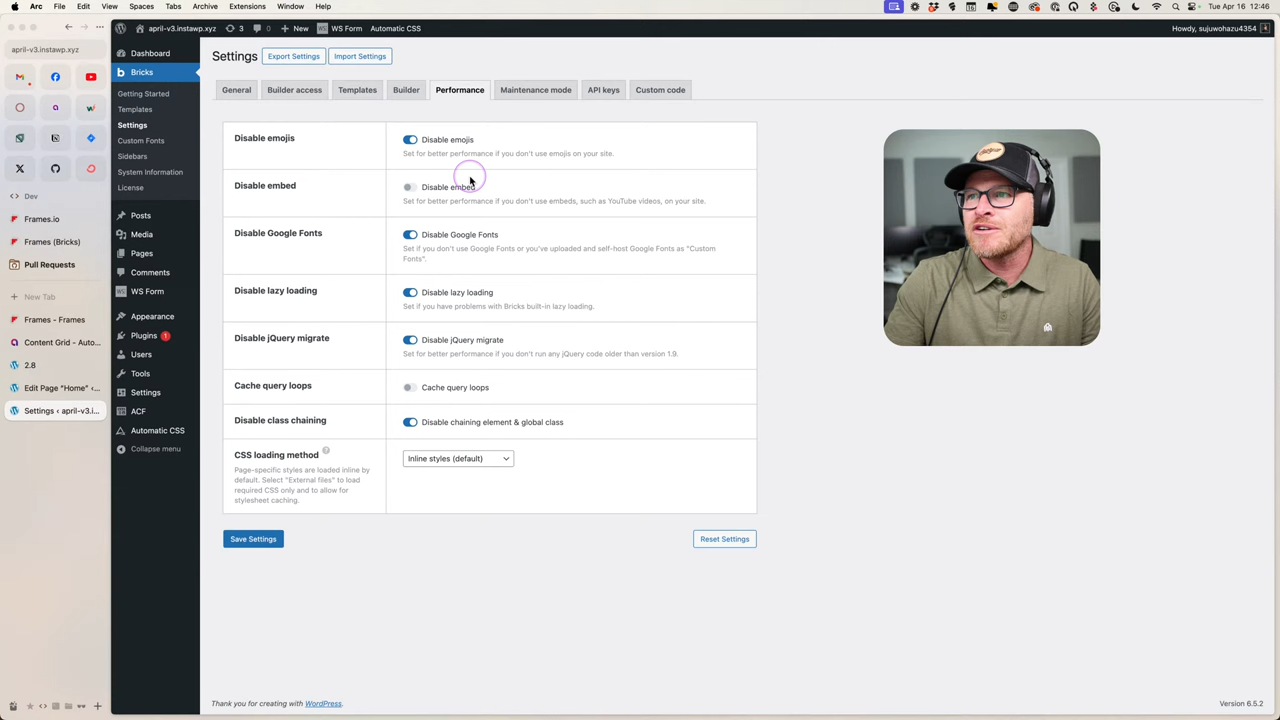 Arc File Edit View Spaces Tabs Archive Extensions Window Help
Tue Apr 16 12:46
april-v3.instawp.xyz
april-v3.instawp.xyz 3 0 New WS Form Automatic CSS
Howdy, sujuwohazu4354
Dev
Frames.io
Frames (Bricks)
Pull Requests
New Tab
Frames - Frames
Content Grid - Auto...
2.8
Edit Page "Home" ‹...
Settings ‹ april-v3.i...
Dashboard
Bricks
Getting Started
Templates
Settings
Custom Fonts
Sidebars
System Information
License
Posts
Media
Pages
Comments
WS Form
Appearance
Plugins 1
Users
Tools
Settings
ACF
Automatic CSS
Collapse menu
Settings Export Settings Import Settings
General Builder access Templates Builder Performance Maintenance mode API keys Custom code
Disable emojis
Disable emojis
Set for better performance if you don't use emojis on your site.
Disable embed
Disable embed
Set for better performance if you don't use embeds, such as YouTube videos, on your site.
Disable Google Fonts
Disable Google Fonts
Set if you don't use Google Fonts or you've uploaded and self-host Google Fonts as "Custom
Fonts".
Disable lazy loading
Disable lazy loading
Set if you have problems with Bricks built-in lazy loading.
Disable jQuery migrate
Disable jQuery migrate
Set for better performance if you don't run any jQuery code older than version 1.9.
Cache query loops
Cache query loops
Disable class chaining
Disable chaining element & global class
CSS loading method
Page-specific styles are loaded inline by
default. Select "External files" to load
required CSS only and to allow for
stylesheet caching.
Inline styles (default)
Save Settings Reset Settings
Thank you for creating with WordPress.
Version 6.5.2